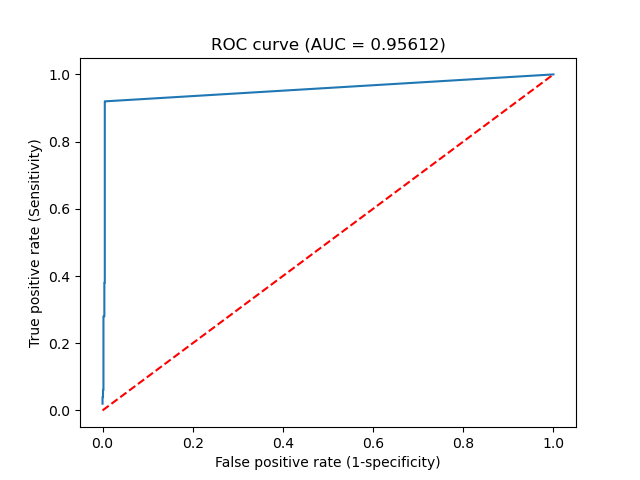 ROC curve (AUC = 0.95612)
True positive rate (Sensitivity)
1.0
0.8
0.6
0.4
0.2
0.0
0.0 0.2 0.4 0.6 0.8 1.0
False positive rate (1-specificity)